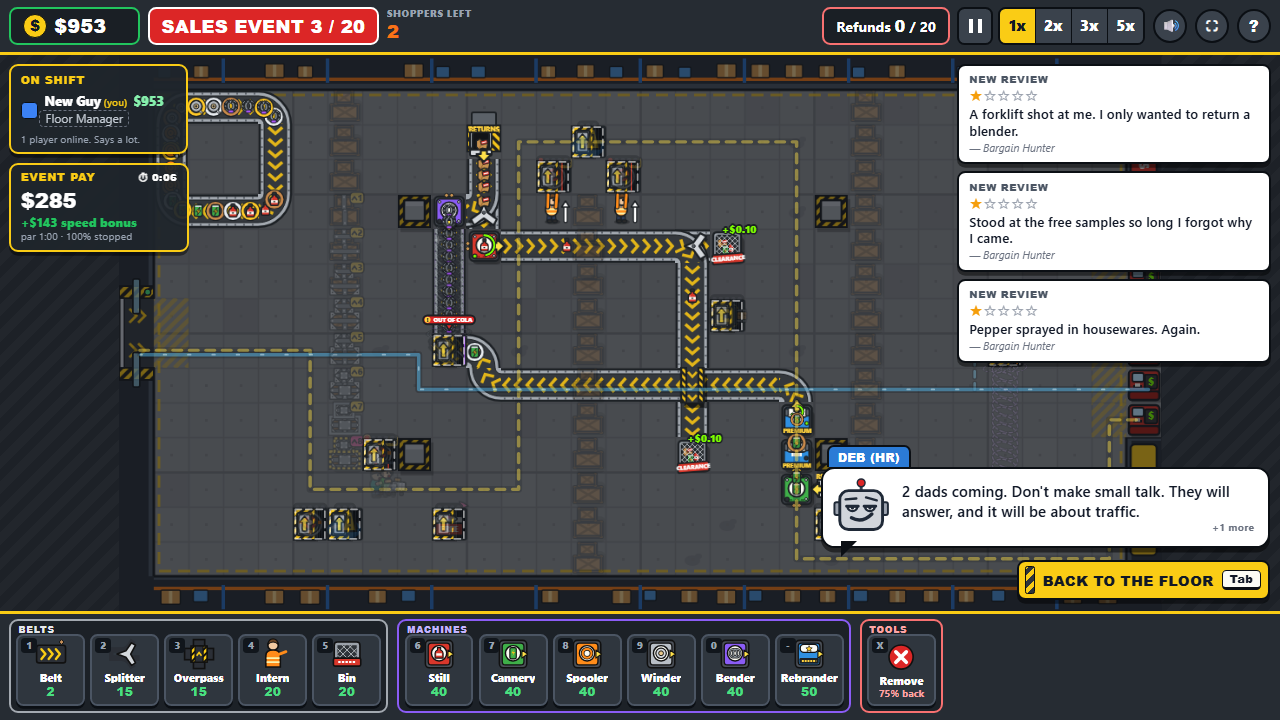 $953
SALES EVENT 3 / 20
SHOPPERS LEFT
2
Refunds 0 / 20
1x
2x
3x
5x
?
ON SHIFT
New Guy (you) $953
Floor Manager
1 player online. Says a lot.
EVENT PAY
0:06
$285
+$143 speed bonus
par 1:00 · 100% stopped
NEW REVIEW
A forklift shot at me. I only wanted to return a
blender.
— Bargain Hunter
NEW REVIEW
Stood at the free samples so long I forgot why
I came.
— Bargain Hunter
NEW REVIEW
Pepper sprayed in housewares. Again.
— Bargain Hunter
RETURNS
+$0.10
CLEARANCE
OUT OF COLA
+$0.10
CLEARANCE
PREMIUM
PREMIUM
DEB (HR)
2 dads coming. Don't make small talk. They will
answer, and it will be about traffic.
+1 more
BACK TO THE FLOOR Tab
BELTS
1
Belt
2
2
Splitter
15
3
Overpass
15
4
Intern
20
5
Bin
20
MACHINES
6
Still
40
7
Cannery
40
8
Spooler
40
9
Winder
40
0
Bender
40
-
Rebrander
50
TOOLS
X
Remove
75% back